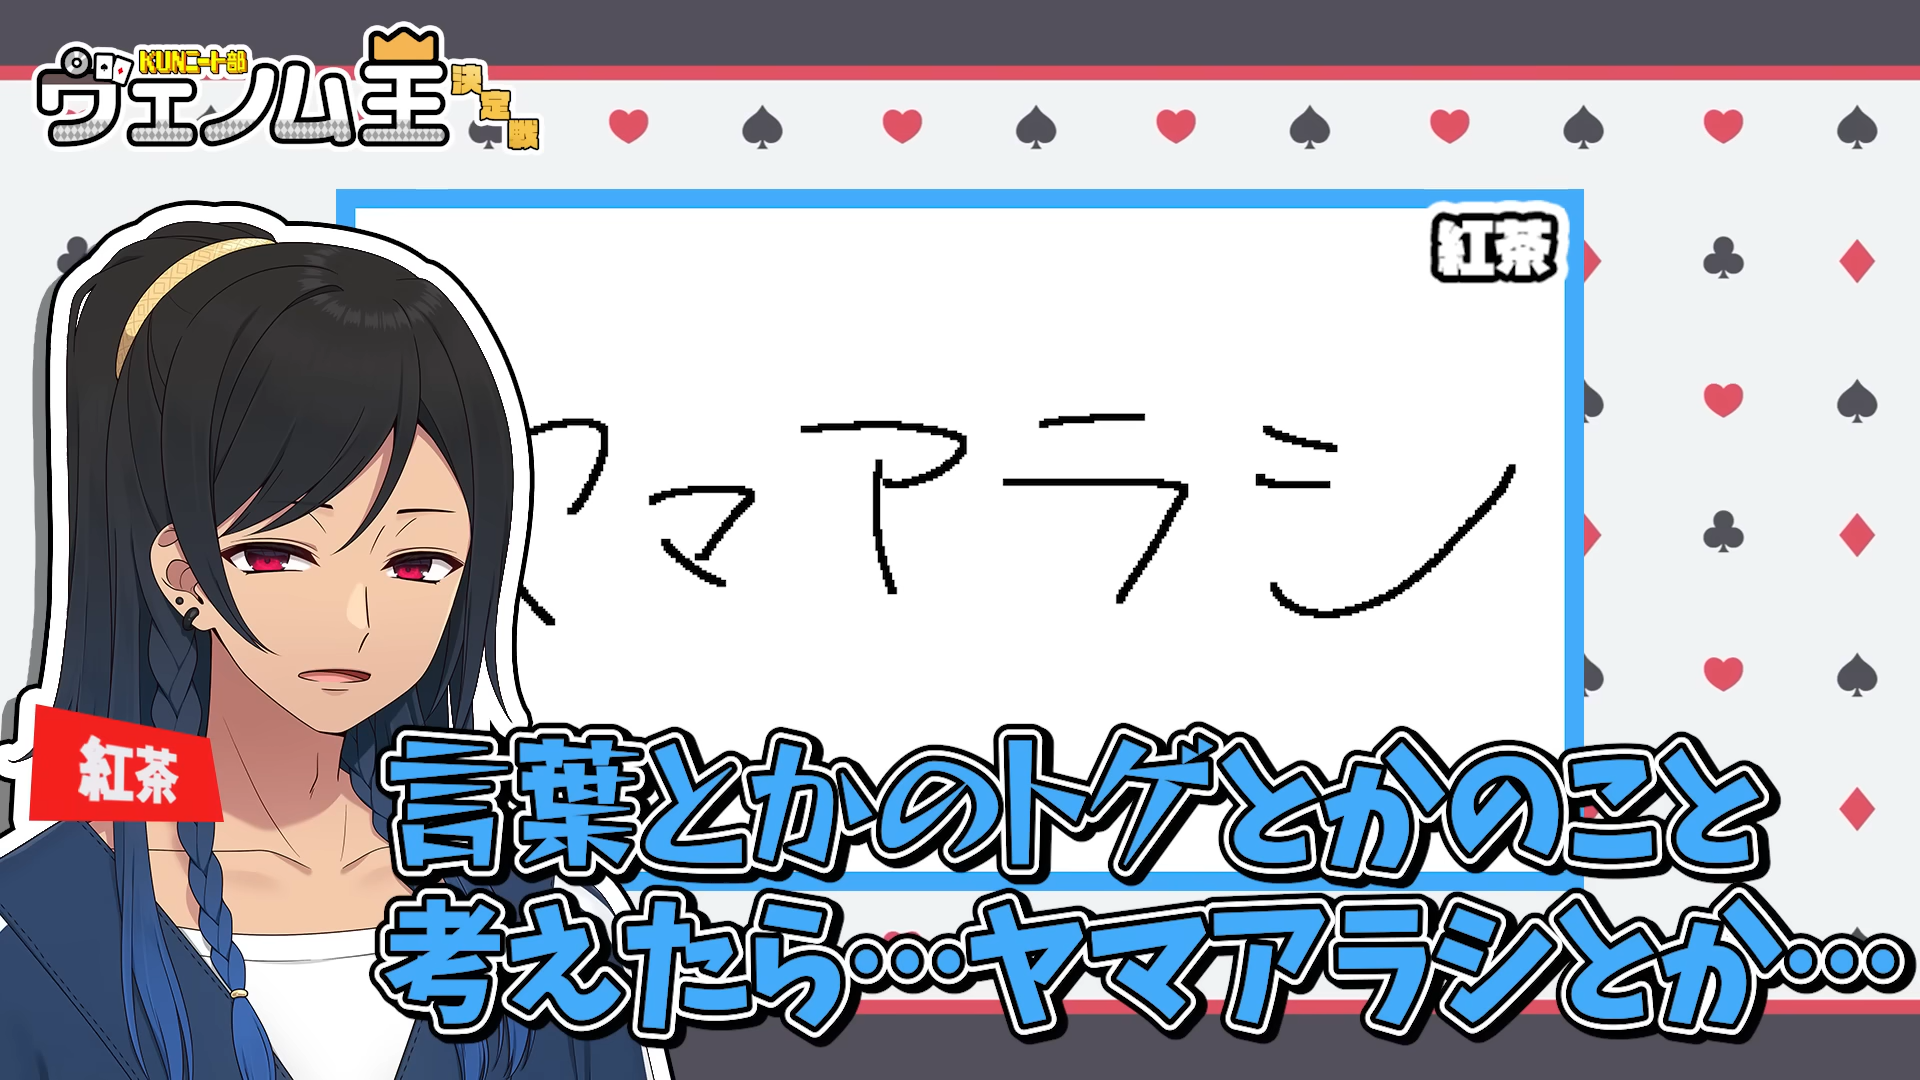 KUNニート部
ヴェノム王決定戦
紅茶
ヤマアラシ
紅茶
言葉とかのトゲとかのこと
考えたら…ヤマアラシとか…